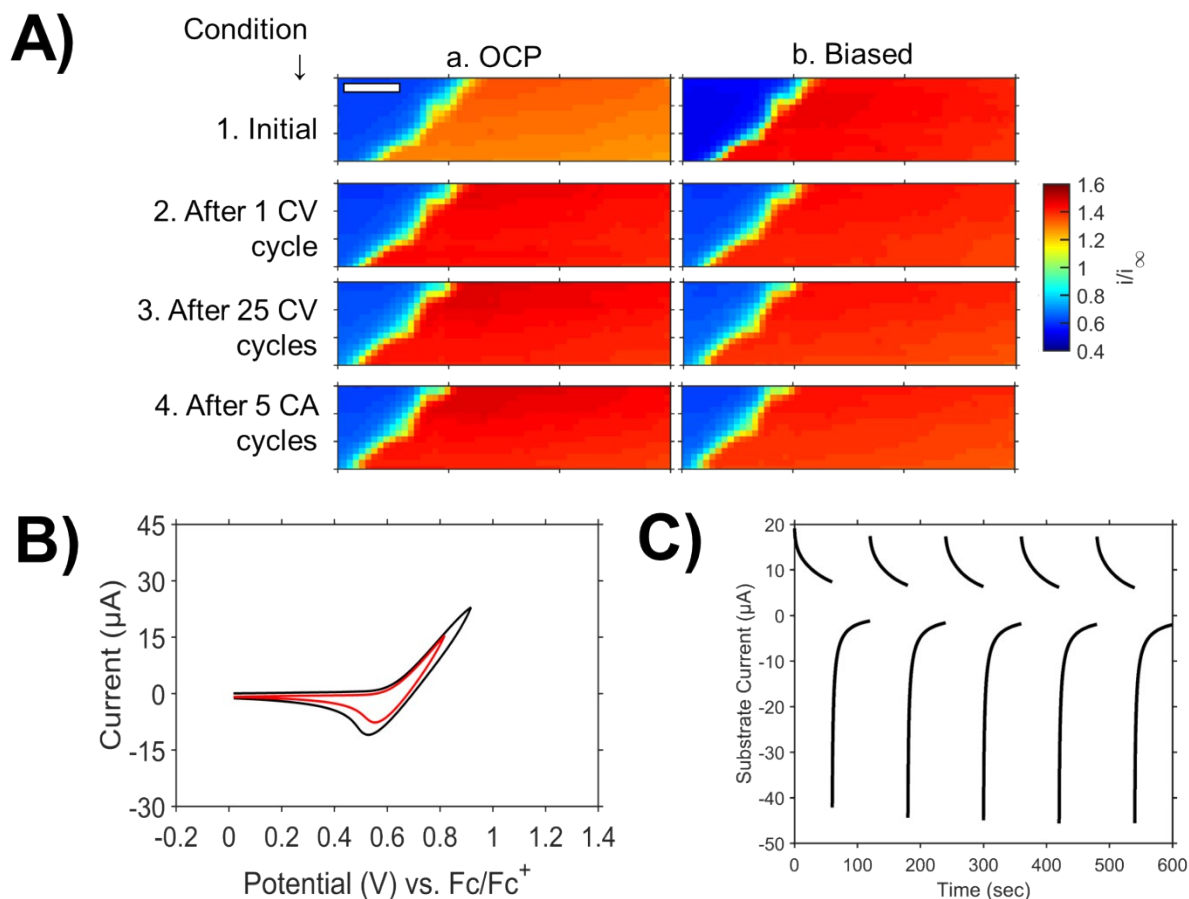 A)
Condition
↓
a. OCP
b. Biased
1. Initial
2. After 1 CV
cycle
3. After 25 CV
cycles
4. After 5 CA
cycles
1.6
1.4
1.2
1
0.8
0.6
0.4
i/i∞
B)
45
30
15
0
-15
-30
Current (µA)
-0.2 0 0.2 0.4 0.6 0.8 1 1.2 1.4
Potential (V) vs. Fc/Fc+
C)
20
10
0
-10
-20
-30
-40
-50
Substrate Current (µA)
0 100 200 300 400 500 600
Time (sec)